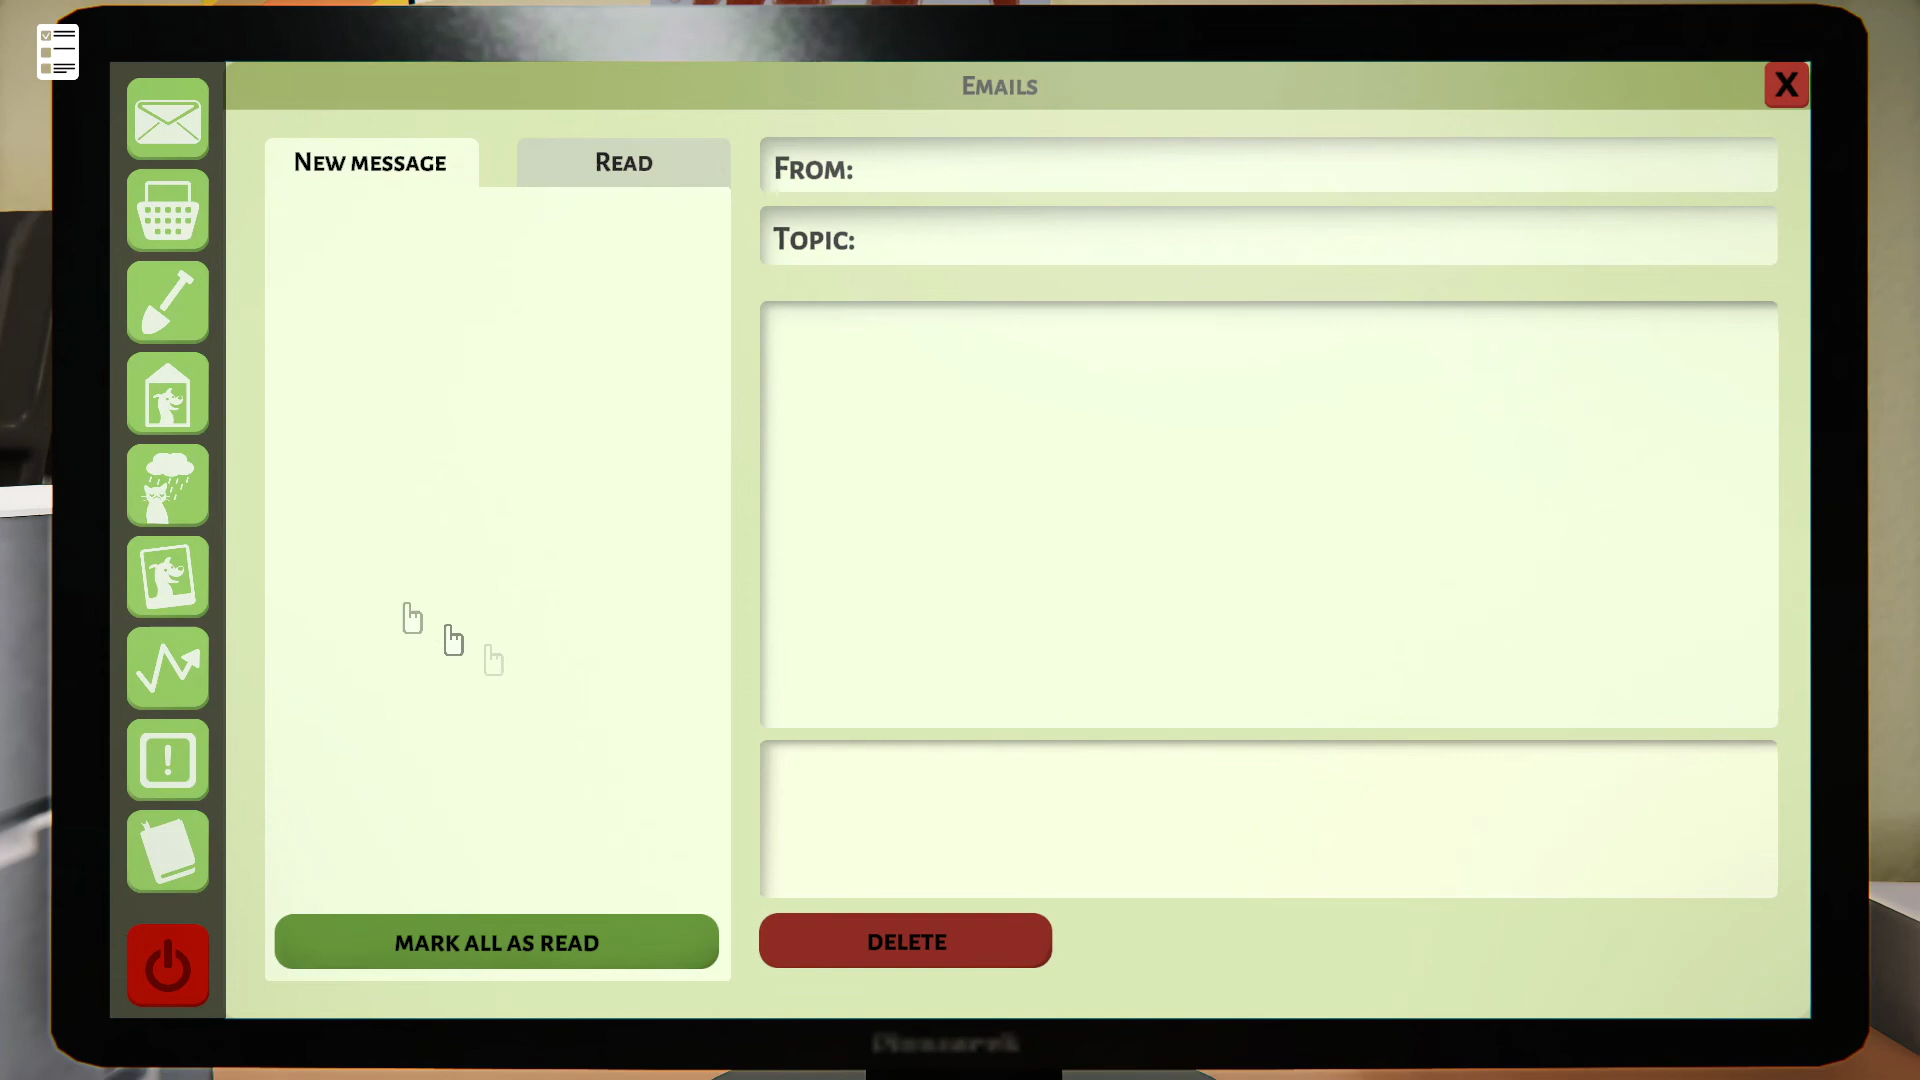 EMAILS
X
NEW MESSAGE
READ
FROM:
TOPIC:
MARK ALL AS READ
DELETE